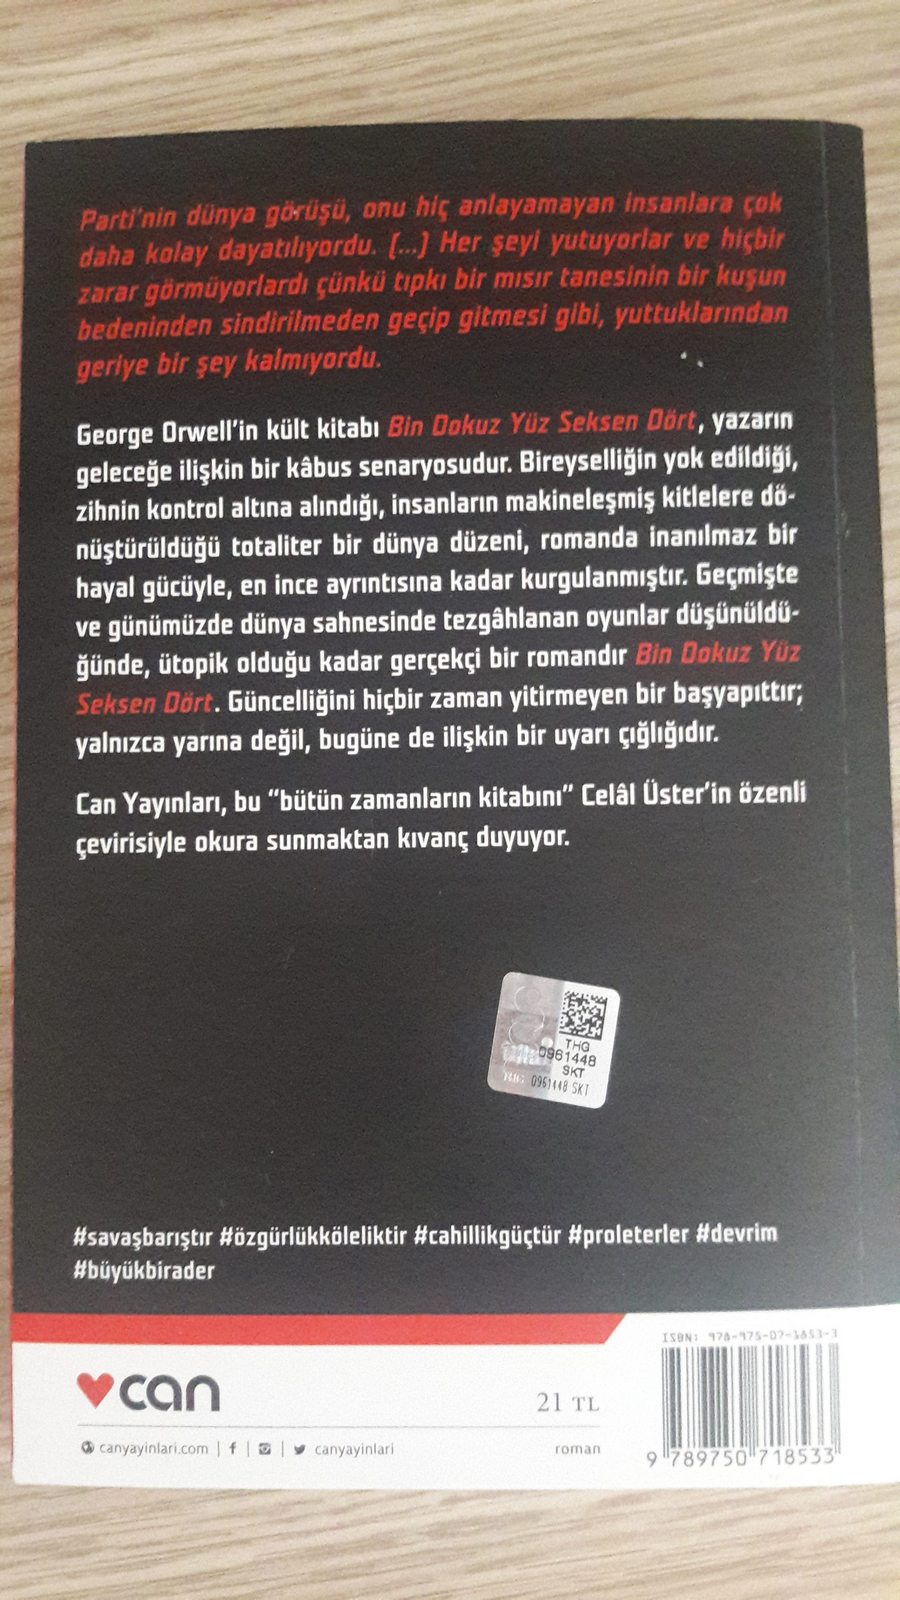 Parti'nin dünya görüşü, onu hiç anlayamayan insanlara çok
daha kolay dayatılıyordu. (...) Her şeyi yutuyorlar ve hiçbir
zarar görmüyorlardı çünkü tıpkı bir mısır tanesinin bir kuşun
bedeninden sindirilmeden geçip gitmesi gibi, yuttuklarından
geriye bir şey kalmıyordu.
George Orwell'in kült kitabı Bin Dokuz Yüz Seksen Dört, yazarın
geleceğe ilişkin bir kâbus senaryosudur. Bireyselliğin yok edildiği,
zihnin kontrol altına alındığı, insanların makineleşmiş kitlelere dö-
nüştürüldüğü totaliter bir dünya düzeni, romanda inanılmaz bir
hayal gücüyle, en ince ayrıntısına kadar kurgulanmıştır. Geçmişte
ve günümüzde dünya sahnesinde tezgâhlanan oyunlar düşünüldü-
ğünde, ütopik olduğu kadar gerçekçi bir romandır Bin Dokuz Yüz
Seksen Dört. Güncelliğini hiçbir zaman yitirmeyen bir başyapıttır;
yalnızca yarına değil, bugüne de ilişkin bir uyarı çığlığıdır.
Can Yayınları, bu "bütün zamanların kitabını" Celâl Üster'in özenli
çevirisiyle okura sunmaktan kıvanç duyuyor.
THG
0961448
SKT
0961448 SKT
#savaşbarıştır #özgürlükköleliktir #cahillikgüçtür #proleterler #devrim
#büyükbirader
ISBN: 978-975-07-1853-3
can
21 TL
canyayinlari.com | f | | canyayinlari
roman
9 789750 718533